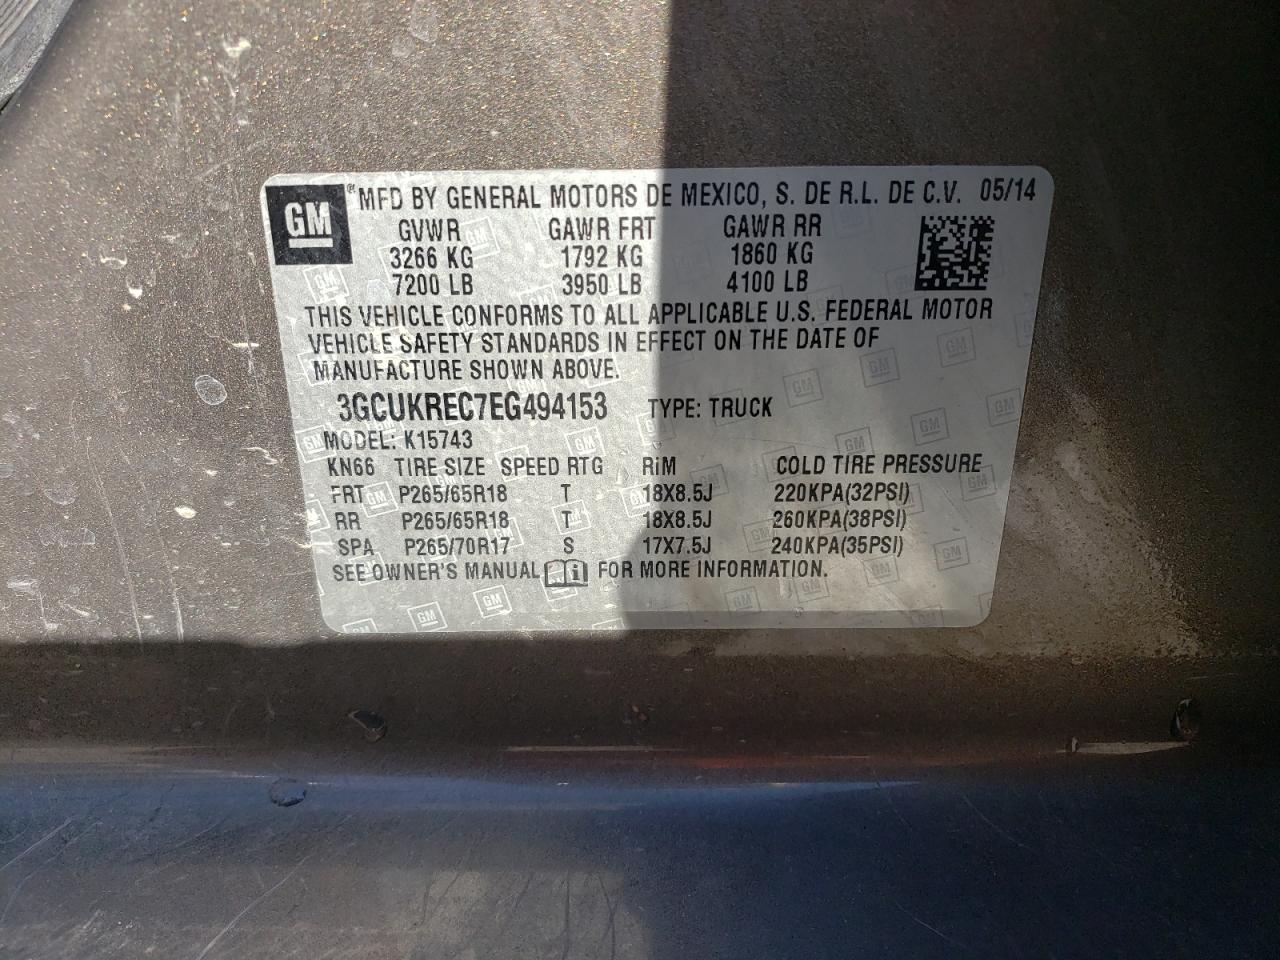 GM ® MFD BY GENERAL MOTORS DE MEXICO, S. DE R.L. DE C.V. 05/14
GVWR GAWR FRT GAWR RR
3266 KG 1792 KG 1860 KG
7200 LB 3950 LB 4100 LB
THIS VEHICLE CONFORMS TO ALL APPLICABLE U.S. FEDERAL MOTOR
VEHICLE SAFETY STANDARDS IN EFFECT ON THE DATE OF
MANUFACTURE SHOWN ABOVE.
3GCUKREC7EG494153 TYPE: TRUCK
MODEL: K15743
KN66 TIRE SIZE SPEED RTG RIM COLD TIRE PRESSURE
FRT P265/65R18 T 18X8.5J 220KPA(32PSI)
RR P265/65R18 T 18X8.5J 260KPA(38PSI)
SPA P265/70R17 S 17X7.5J 240KPA(35PSI)
SEE OWNER'S MANUAL i FOR MORE INFORMATION.